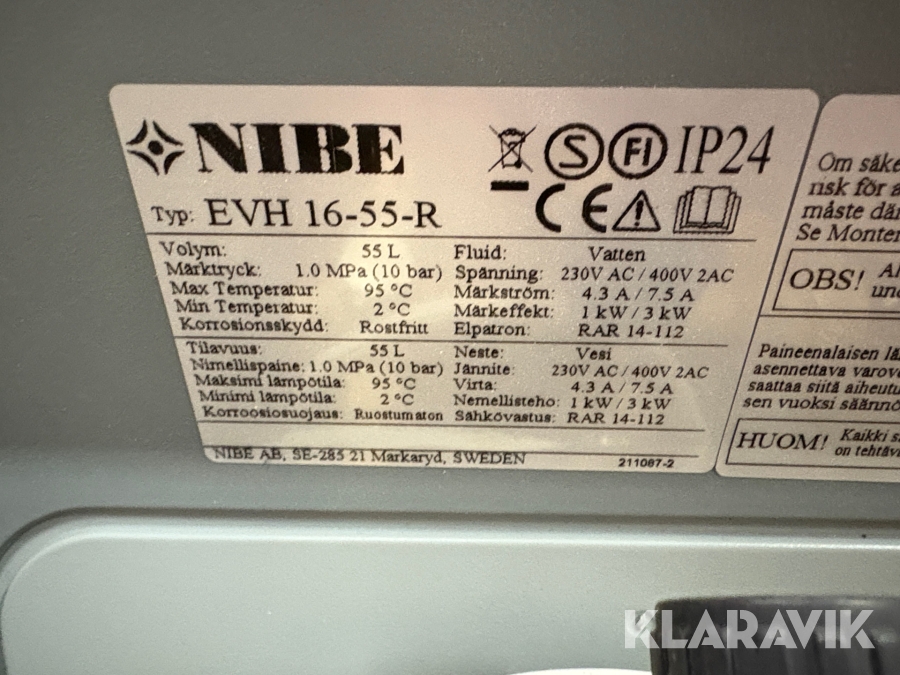 NIBE S FI IP24
CE
Typ: EVH 16-55-R
Volym: 55 L Fluid: Vatten
Märktryck: 1.0 MPa (10 bar) Spänning: 230V AC / 400V 2AC
Max Temperatur: 95 °C Märkström: 4.3 A / 7.5 A
Min Temperatur: 2 °C Märkeffekt: 1 kW / 3 kW
Korrosionsskydd: Rostfritt Elpatron: RAR 14-112
Tilavuus: 55 L Neste: Vesi
Nimellispaine: 1.0 MPa (10 bar) Jännite: 230V AC / 400V 2AC
Maksimi lämpötila: 95 °C Virta: 4.3 A / 7.5 A
Minimi lämpötila: 2 °C Nemellisteho: 1 kW / 3 kW
Korroosiosuojaus: Ruostumaton Sähkövastus: RAR 14-112
NIBE AB, SE-285 21 Markaryd, SWEDEN 211087-2
Om säke
risk för a
måste där
Se Monter
OBS! Al
und
Paineenalaisen lä
asennettava varov
saattaa siitä aiheutu
sen vuoksi säännö
HUOM! Kaikki s
on tehtäv
KLARAVIK